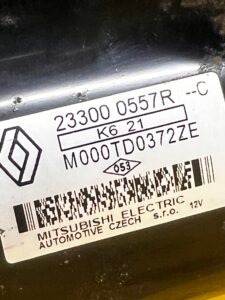 23300 0557R --C
K6 21
M000TD0372ZE
053
MITSUBISHI ELECTRIC
AUTOMOTIVE CZECH s.r.o. 12V